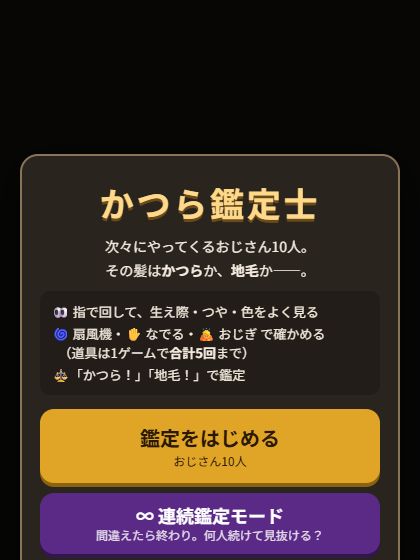 かつら鑑定士
次々にやってくるおじさん10人。
その髪はかつらか、地毛か──。
👀 指で回して、生え際・つや・色をよく見る
🌀 扇風機・✋ なでる・🙇 おじぎ で確かめる
（道具は1ゲームで合計5回まで）
⚖️ 「かつら！」「地毛！」で鑑定
鑑定をはじめる
おじさん10人
∞ 連続鑑定モード
間違えたら終わり。何人続けて見抜ける？